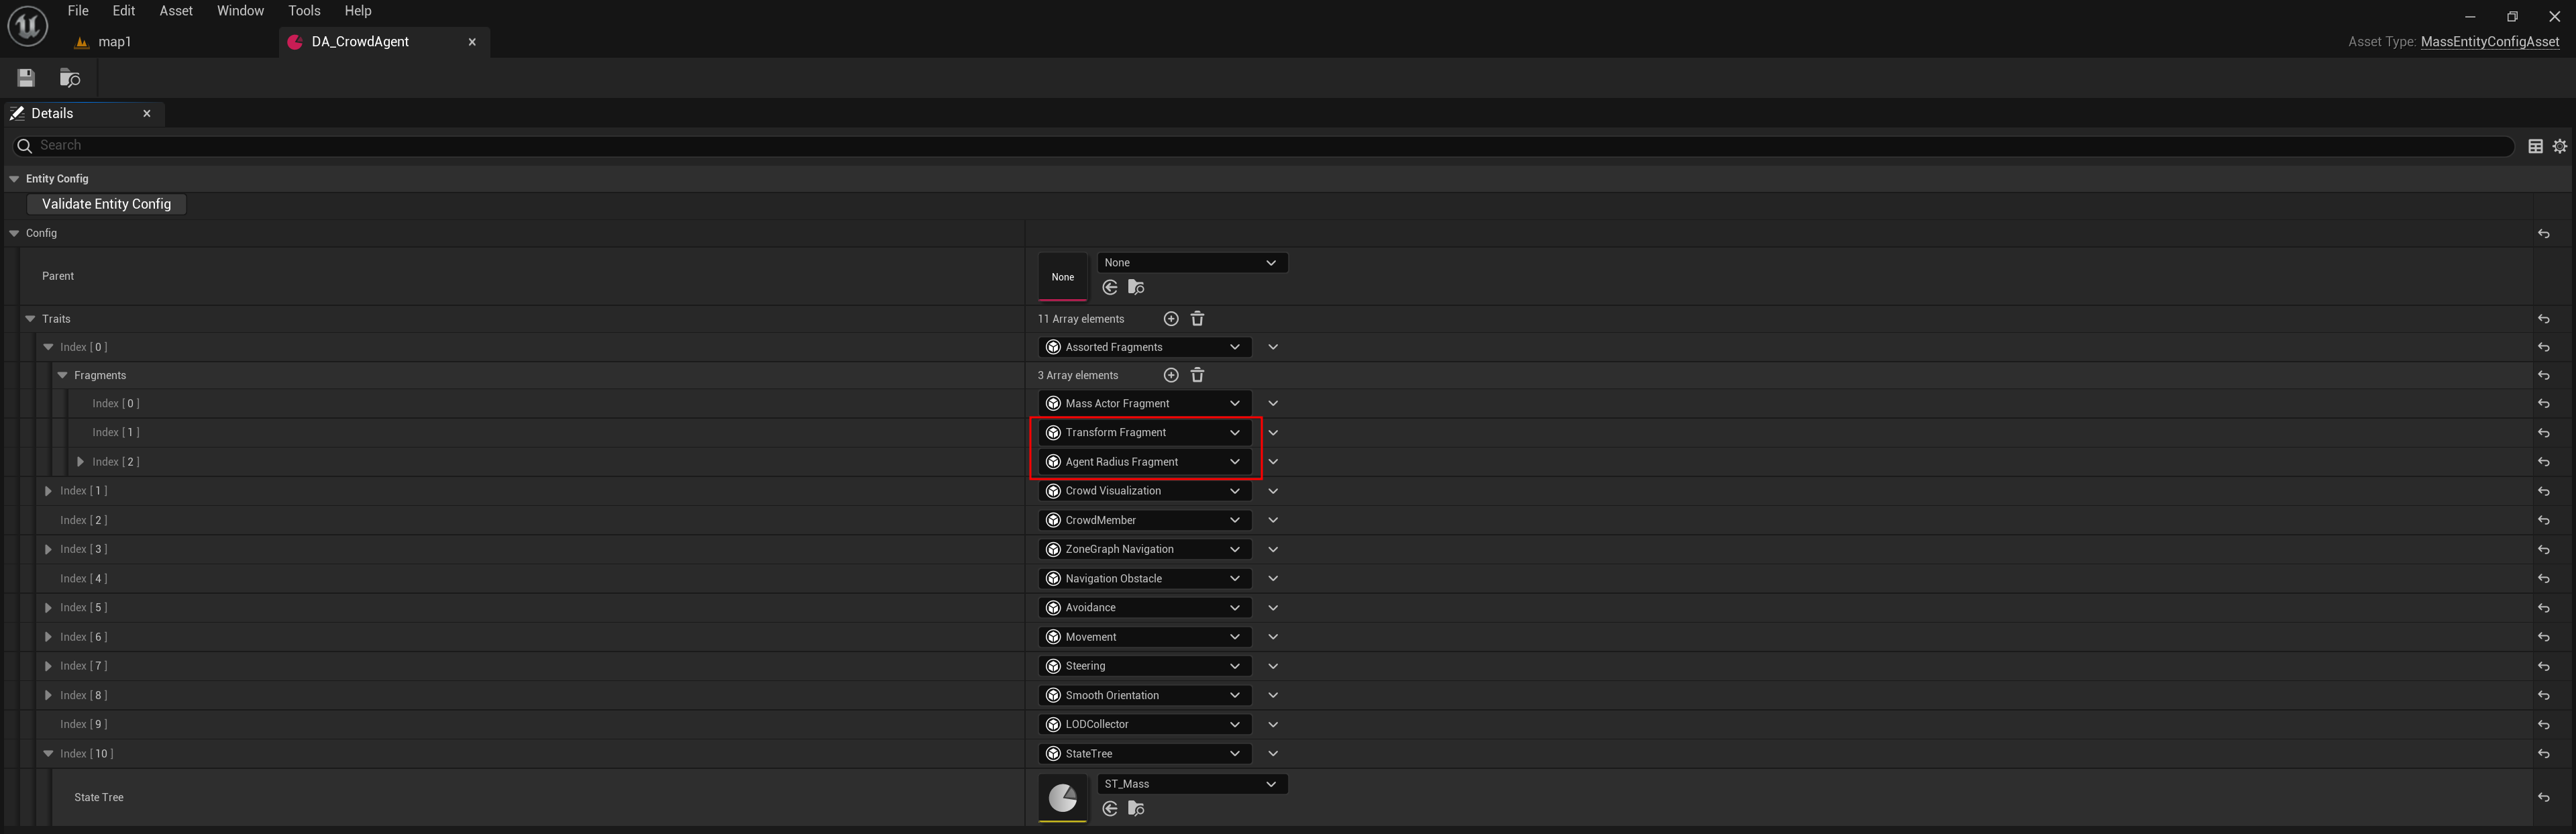 File Edit Asset Window Tools Help
map1 DA_CrowdAgent
Asset Type: MassEntityConfigAsset
Details
Search
Entity Config
Validate Entity Config
Config
Parent None None
Traits 11 Array elements
Index [ 0 ] Assorted Fragments
Fragments 3 Array elements
Index [ 0 ] Mass Actor Fragment
Index [ 1 ] Transform Fragment
Index [ 2 ] Agent Radius Fragment
Index [ 1 ] Crowd Visualization
Index [ 2 ] CrowdMember
Index [ 3 ] ZoneGraph Navigation
Index [ 4 ] Navigation Obstacle
Index [ 5 ] Avoidance
Index [ 6 ] Movement
Index [ 7 ] Steering
Index [ 8 ] Smooth Orientation
Index [ 9 ] LODCollector
Index [ 10 ] StateTree
State Tree ST_Mass